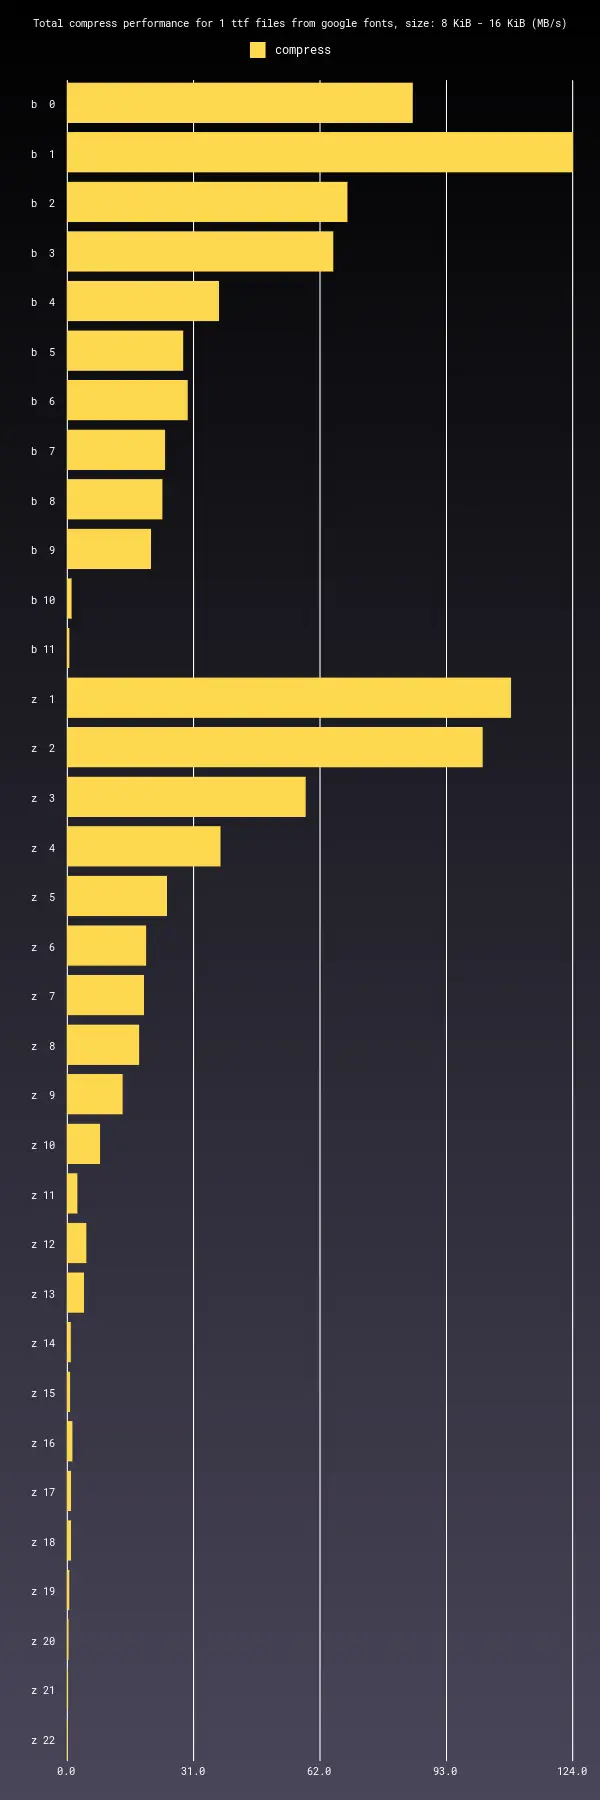 Total compress performance for 1 ttf files from google fonts, size: 8 KiB - 16 KiB (MB/s)
compress
b 0
b 1
b 2
b 3
b 4
b 5
b 6
b 7
b 8
b 9
b 10
b 11
z 1
z 2
z 3
z 4
z 5
z 6
z 7
z 8
z 9
z 10
z 11
z 12
z 13
z 14
z 15
z 16
z 17
z 18
z 19
z 20
z 21
z 22
0.0 31.0 62.0 93.0 124.0